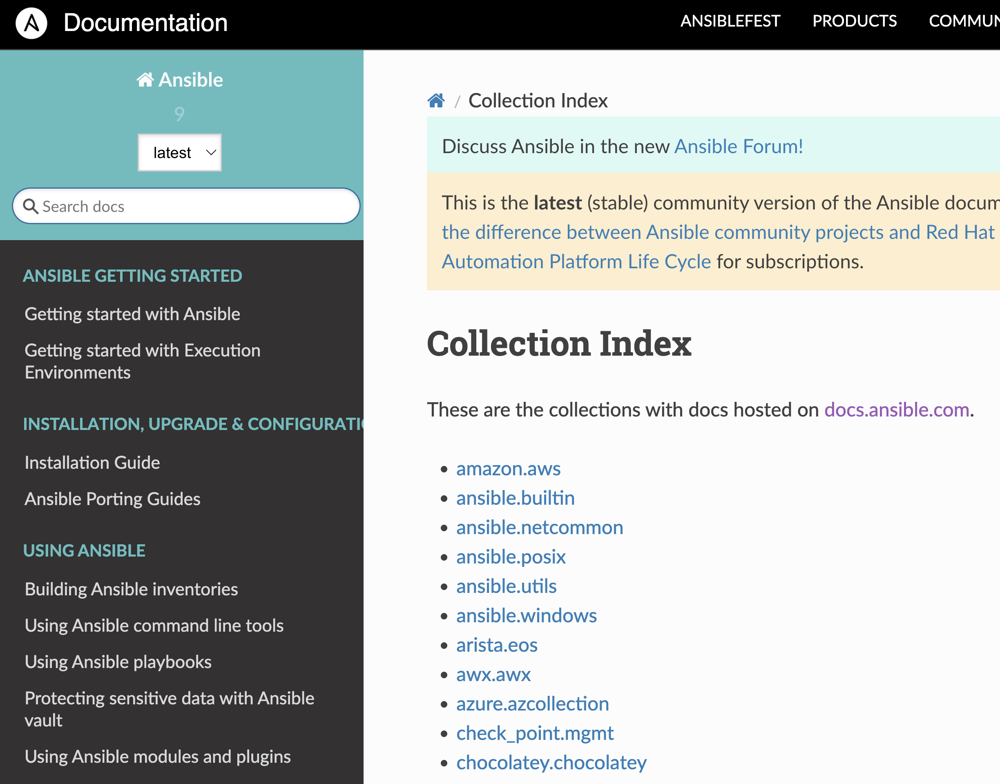 Documentation
ANSIBLEFEST PRODUCTS COMMUN
Ansible
9
latest
Search docs
ANSIBLE GETTING STARTED
Getting started with Ansible
Getting started with Execution
Environments
INSTALLATION, UPGRADE & CONFIGURATI
Installation Guide
Ansible Porting Guides
USING ANSIBLE
Building Ansible inventories
Using Ansible command line tools
Using Ansible playbooks
Protecting sensitive data with Ansible
vault
Using Ansible modules and plugins
/ Collection Index
Discuss Ansible in the new Ansible Forum!
This is the latest (stable) community version of the Ansible docum
the difference between Ansible community projects and Red Hat
Automation Platform Life Cycle for subscriptions.
Collection Index
These are the collections with docs hosted on docs.ansible.com.
• amazon.aws
• ansible.builtin
• ansible.netcommon
• ansible.posix
• ansible.utils
• ansible.windows
• arista.eos
• awx.awx
• azure.azcollection
• check_point.mgmt
• chocolatey.chocolatey